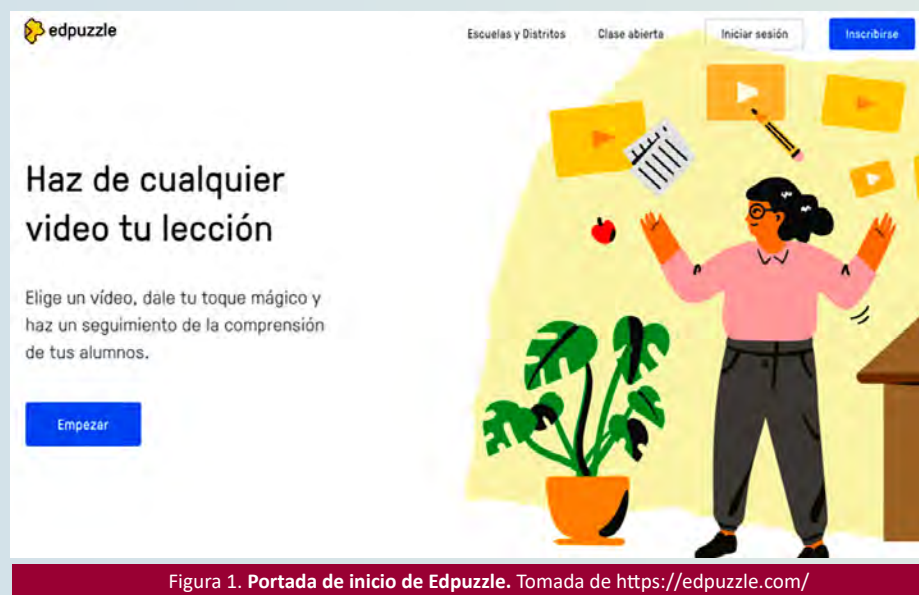 edpuzzle
Escuelas y Distritos
Clase abierta
Iniciar sesión
Inscribirse
Haz de cualquier
video tu lección
Elige un vídeo, dale tu toque mágico y
haz un seguimiento de la comprensión
de tus alumnos.
Empezar
Figura 1. Portada de inicio de Edpuzzle. Tomada de https://edpuzzle.com/